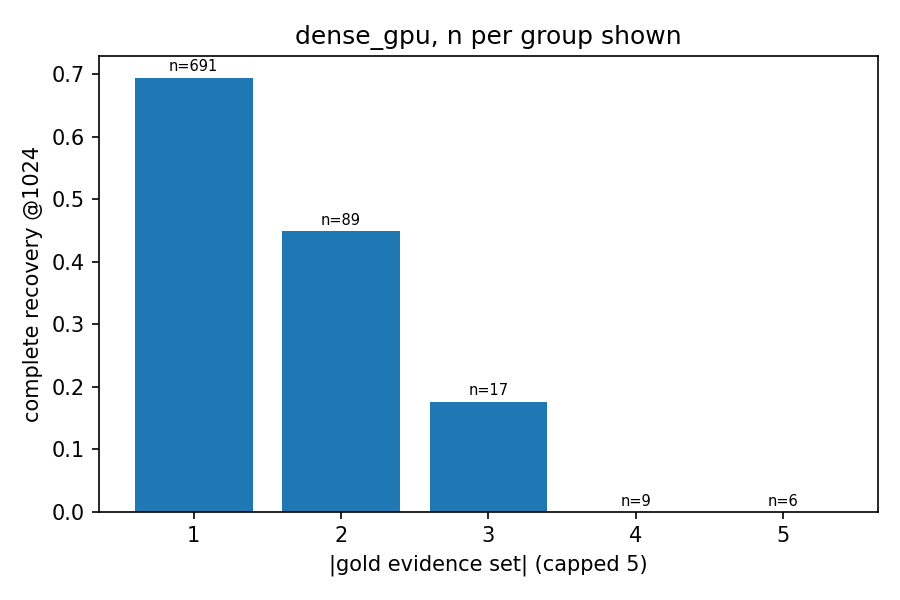 dense_gpu, n per group shown
complete recovery @1024
0.7
0.6
0.5
0.4
0.3
0.2
0.1
0.0
n=691
n=89
n=17
n=9
n=6
1
2
3
4
5
|gold evidence set| (capped 5)